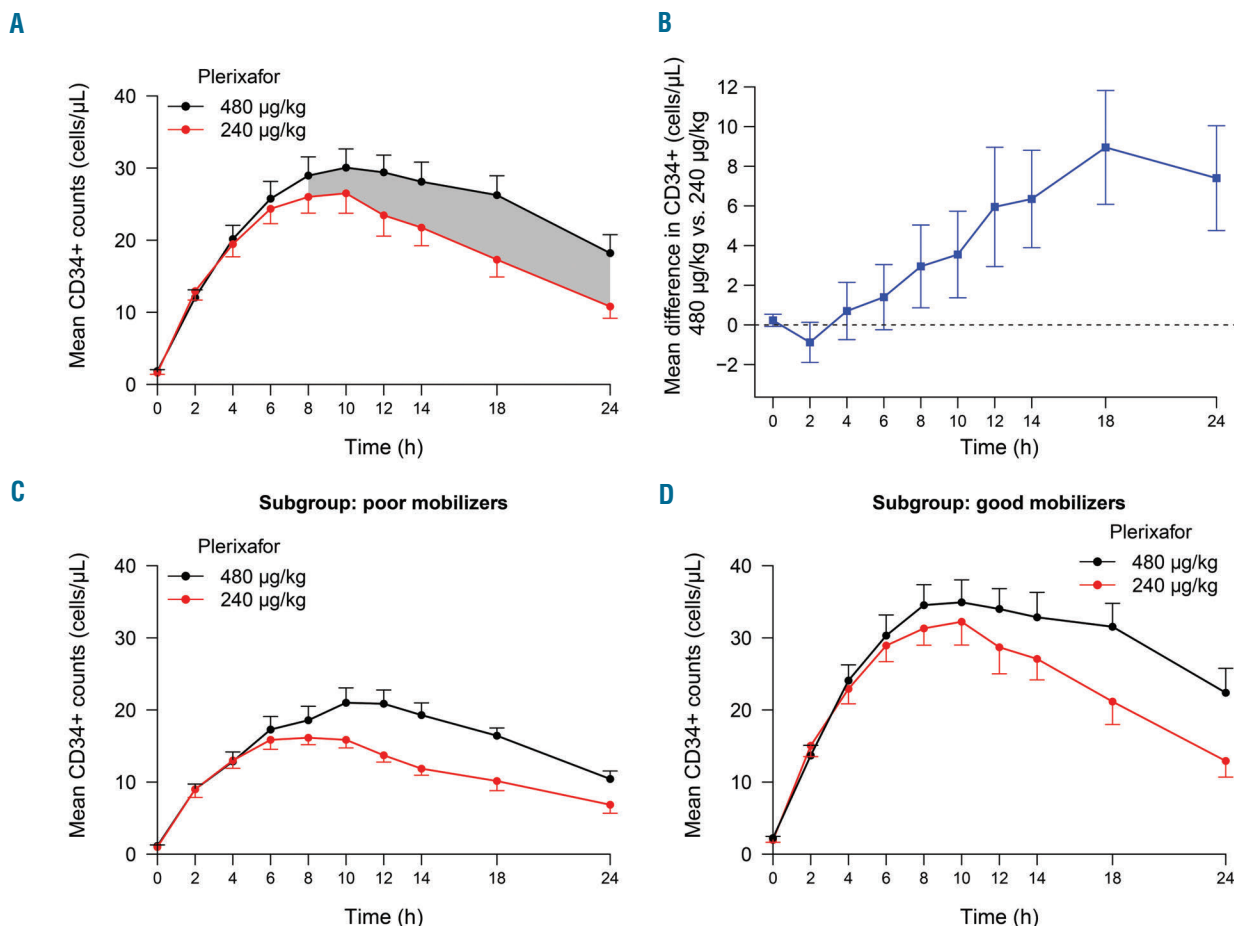 A
Plerixafor
480 µg/kg
240 µg/kg
Mean CD34+ counts (cells/µL)
40
30
20
10
0
0 2 4 6 8 10 12 14 18 24
Time (h)
B
Mean difference in CD34+ (cells/µL)
480 µg/kg vs. 240 µg/kg
12
10
8
6
4
2
0
−2
0 2 4 6 8 10 12 14 18 24
Time (h)
C
Subgroup: poor mobilizers
Plerixafor
480 µg/kg
240 µg/kg
Mean CD34+ counts (cells/µL)
40
30
20
10
0
0 2 4 6 8 10 12 14 18 24
Time (h)
D
Subgroup: good mobilizers
Plerixafor
480 µg/kg
240 µg/kg
Mean CD34+ counts (cells/µL)
40
30
20
10
0
0 2 4 6 8 10 12 14 18 24
Time (h)